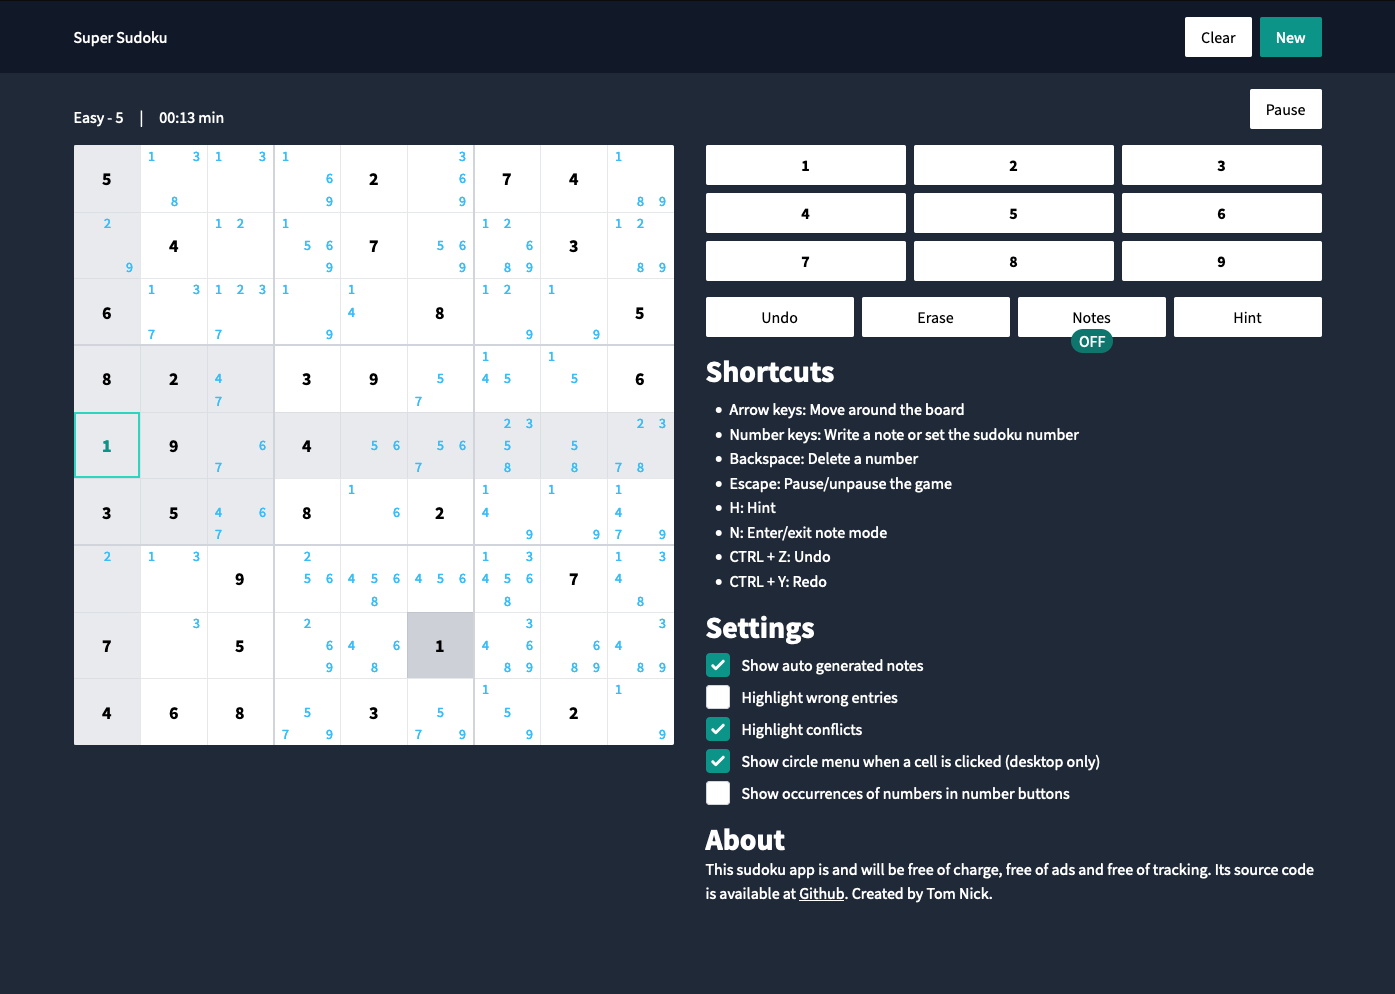 Super Sudoku
Clear
New
Easy - 5 | 00:13 min
Pause
1 3 1 3 1 3 1
5 6 2 6 7 4
8 9 9 8 9
2 1 2 1 1 2 1 2
4 5 6 7 5 6 6 3
9 9 9 8 9 8 9
1 3 1 2 3 1 1 1 2 1
6 4 8 5
7 7 9 9 9
1 1
8 2 4 3 9 5 4 5 5 6
7 7
2 3 2 3
1 9 6 4 5 6 5 6 5 5
7 7 8 8 7 8
1 1 1 1
3 5 4 6 8 6 2 4 4
7 9 9 7 9
2 1 3 2 1 3 1 3
9 5 6 4 5 6 4 5 6 4 5 6 7 4
8 8 8
3 2 3 3
7 5 6 4 6 1 4 6 6 4
9 8 8 9 8 9 8 9
1 1
4 6 8 5 3 5 5 2
7 9 7 9 9 9
1 2 3
4 5 6
7 8 9
Undo Erase Notes Hint
OFF
Shortcuts
• Arrow keys: Move around the board
• Number keys: Write a note or set the sudoku number
• Backspace: Delete a number
• Escape: Pause/unpause the game
• H: Hint
• N: Enter/exit note mode
• CTRL + Z: Undo
• CTRL + Y: Redo
Settings
Show auto generated notes
Highlight wrong entries
Highlight conflicts
Show circle menu when a cell is clicked (desktop only)
Show occurrences of numbers in number buttons
About
This sudoku app is and will be free of charge, free of ads and free of tracking. Its source code
is available at Github. Created by Tom Nick.